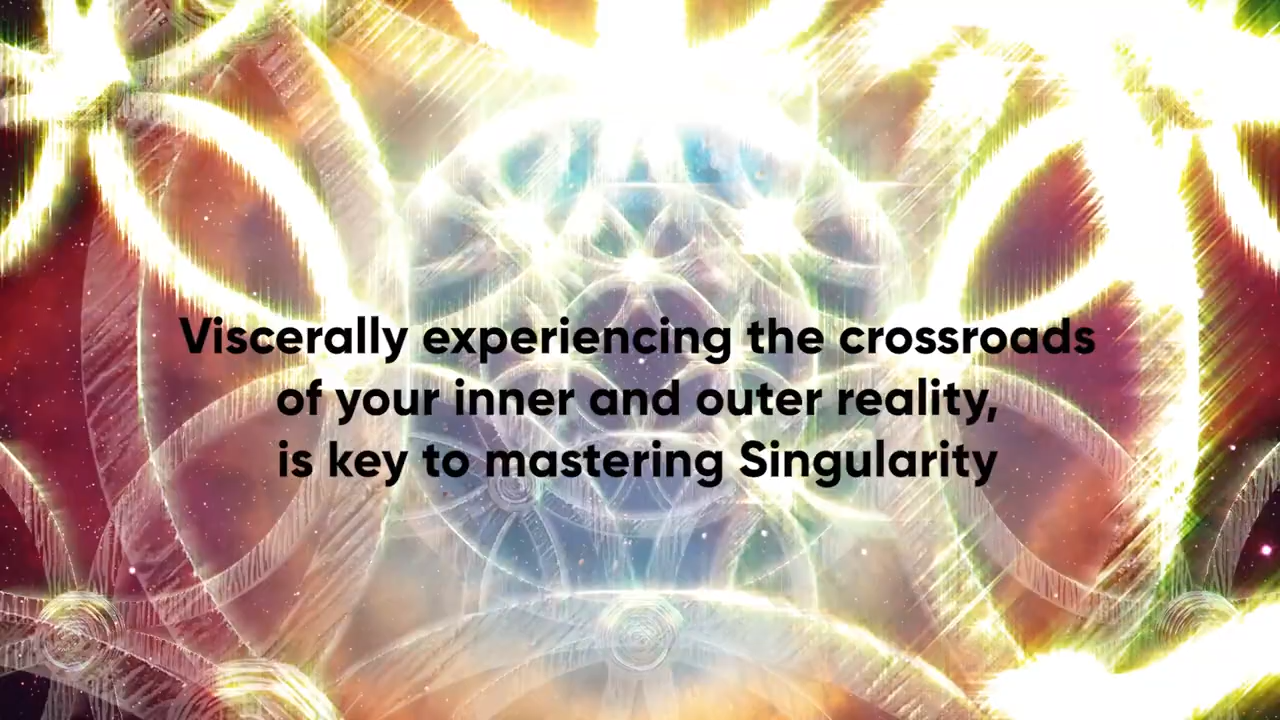 Viscerally experiencing the crossroads
of your inner and outer reality,
is key to mastering Singularity